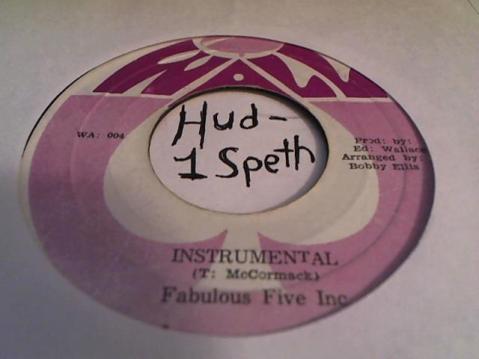 Hud-
1 Speth
WA: 004
Prod: by:
Ed: Wallace
Arranged by:
Bobby Ellis
INSTRUMENTAL
(T: McCormack)
Fabulous Five Inc